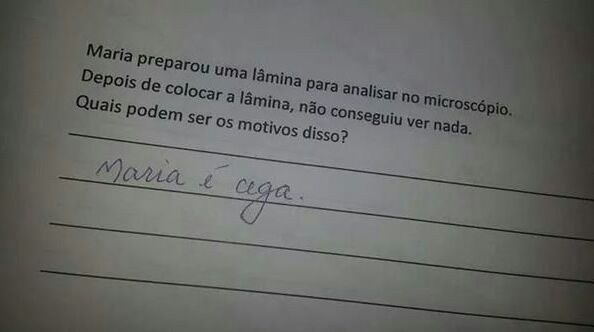 Maria preparou uma lâmina para analisar no microscópio.
Depois de colocar a lâmina, não conseguiu ver nada.
Quais podem ser os motivos disso?
Maria é cega.